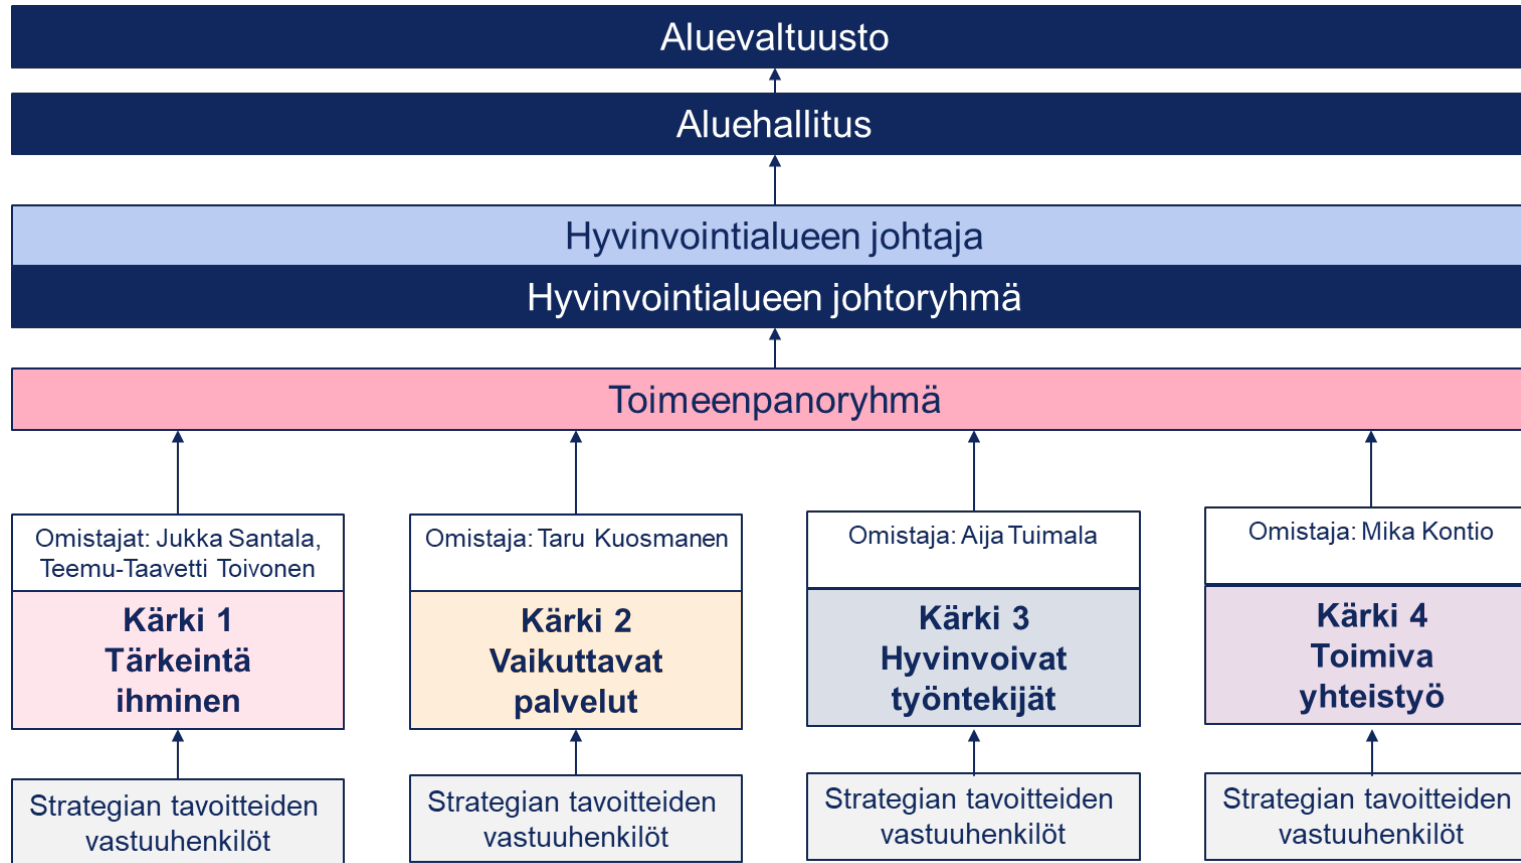 Aluevaltuusto
Aluehallitus
Hyvinvointialueen johtaja
Hyvinvointialueen johtoryhmä
Toimeenpanoryhmä
Omistajat: Jukka Santala,
Teemu-Taavetti Toivonen
Kärki 1
Tärkeintä
ihminen
Strategian tavoitteiden
vastuuhenkilöt
Omistaja: Taru Kuosmanen
Kärki 2
Vaikuttavat
palvelut
Strategian tavoitteiden
vastuuhenkilöt
Omistaja: Aija Tuimala
Kärki 3
Hyvinvoivat
työntekijät
Strategian tavoitteiden
vastuuhenkilöt
Omistaja: Mika Kontio
Kärki 4
Toimiva
yhteistyö
Strategian tavoitteiden
vastuuhenkilöt